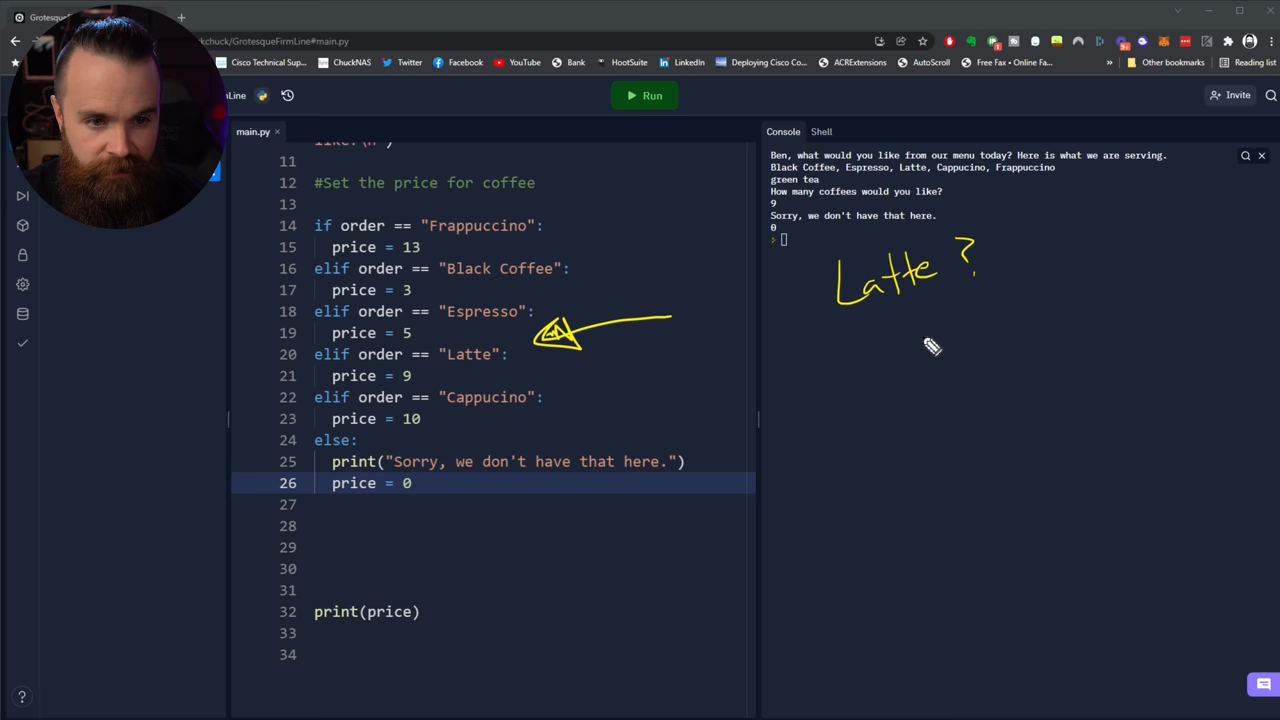 Grotesque
kchuck/GrotesqueFirmLine#main.py
Cisco Technical Sup...
ChuckNAS
Twitter
Facebook
YouTube
Bank
HootSuite
LinkedIn
Deploying Cisco Co...
ACRExtensions
AutoScroll
Free Fax • Online Fa...
»
Other bookmarks
Reading list
mLine
Run
Invite
main.py ×
Console
Shell
like:\n")
11
12 #Set the price for coffee
13
14 if order == "Frappuccino":
15 price = 13
16 elif order == "Black Coffee":
17 price = 3
18 elif order == "Espresso":
19 price = 5
20 elif order == "Latte":
21 price = 9
22 elif order == "Cappucino":
23 price = 10
24 else:
25 print("Sorry, we don't have that here.")
26 price = 0
27
28
29
30
31
32 print(price)
33
34
Ben, what would you like from our menu today? Here is what we are serving.
Black Coffee, Espresso, Latte, Cappucino, Frappuccino
green tea
How many coffees would you like?
9
Sorry, we don't have that here.
0
Latte ?